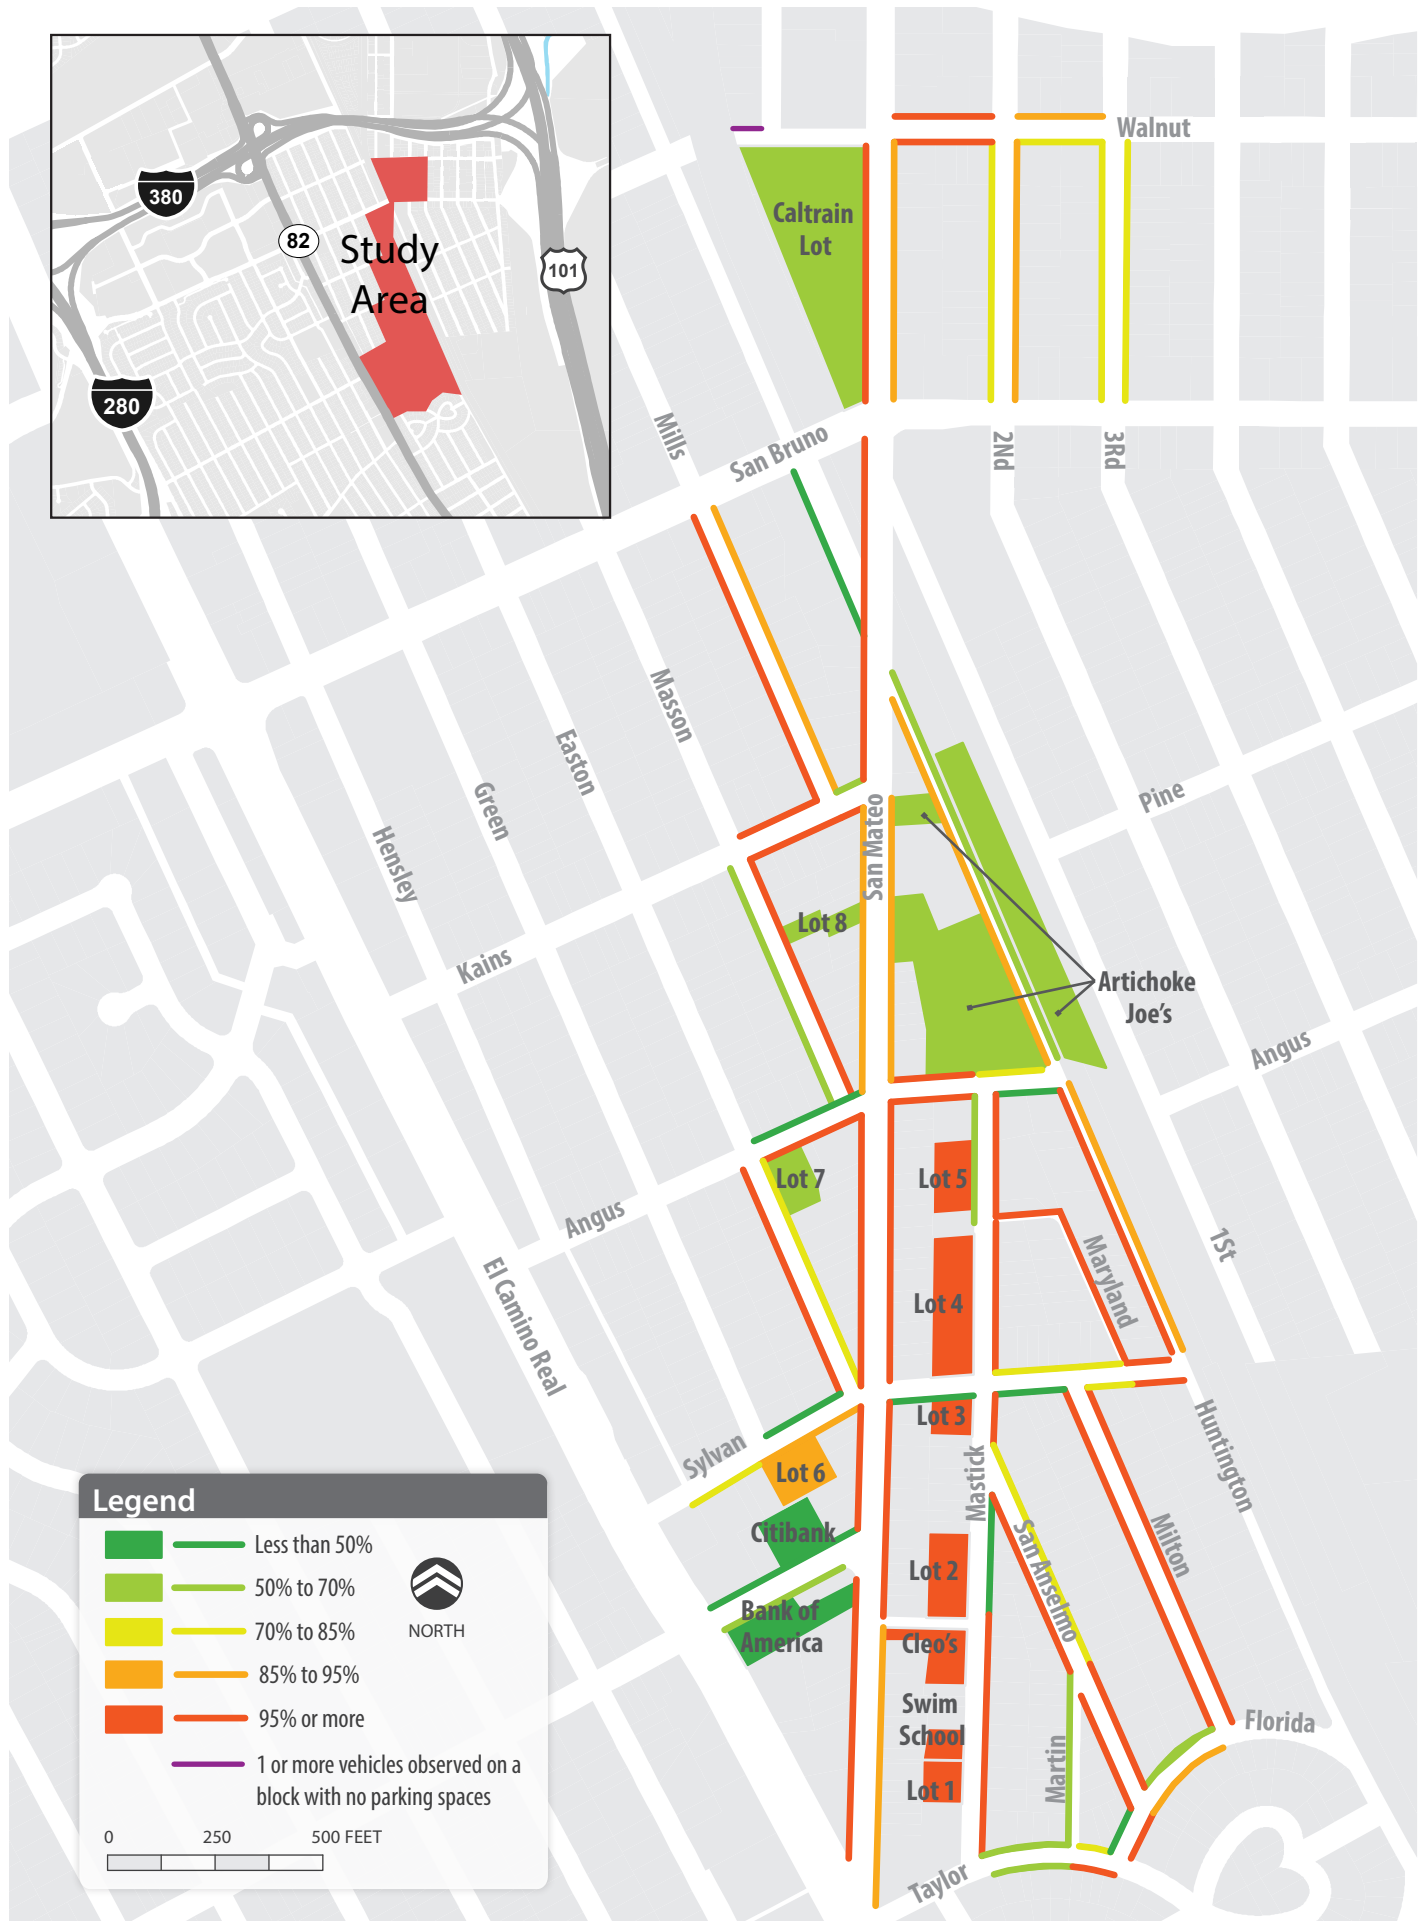 380
82
Study
Area
101
280
Walnut
Caltrain
Lot
Mills
San Bruno
2Nd
3Rd
Masson
Easton
Green
Hensley
Kains
San Mateo
Pine
Lot 8
Artichoke
Joe's
Angus
Lot 7
Lot 5
Angus
1St
El Camino Real
Lot 4
Maryland
Lot 3
Sylvan
Lot 6
Mastick
Huntington
Citibank
San Anselmo
Milton
Lot 2
Bank of
America
Cleo's
Swim
School
Martin
Florida
Lot 1
Taylor
Legend
Less than 50%
50% to 70%
70% to 85%
85% to 95%
95% or more
1 or more vehicles observed on a
block with no parking spaces
NORTH
0 250 500 FEET